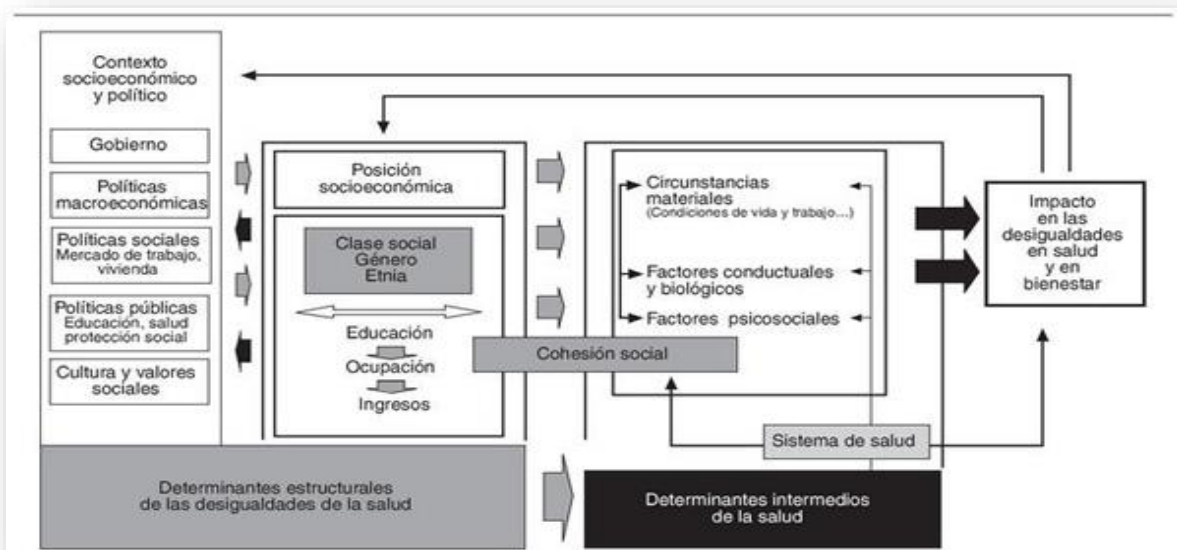 Contexto
socioeconómico
y político
Gobierno
Políticas
macroeconómicas
Políticas sociales
Mercado de trabajo,
vivienda
Políticas públicas
Educación, salud
protección social
Cultura y valores
sociales
Posición
socioeconómica
Clase social
Género
Etnía
Educación
Ocupación
Ingresos
Cohesión social
Circunstancias
materiales
(Condiciones de vida y trabajo...)
Factores conductuales
y biológicos
Factores psicosociales
Sistema de salud
Impacto
en las
desigualdades
en salud
y en
bienestar
Determinantes estructurales
de las desigualdades de la salud
Determinantes intermedios
de la salud